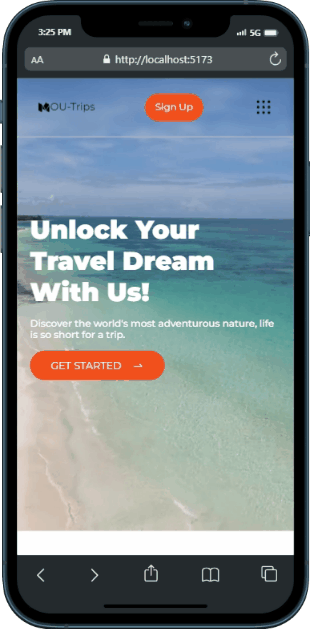 3:25 PM
5G
AA
http://localhost:5173
MOU-Trips
Sign Up
Unlock Your
Travel Dream
With Us!
Discover the world's most adventurous nature, life
is so short for a trip.
GET STARTED